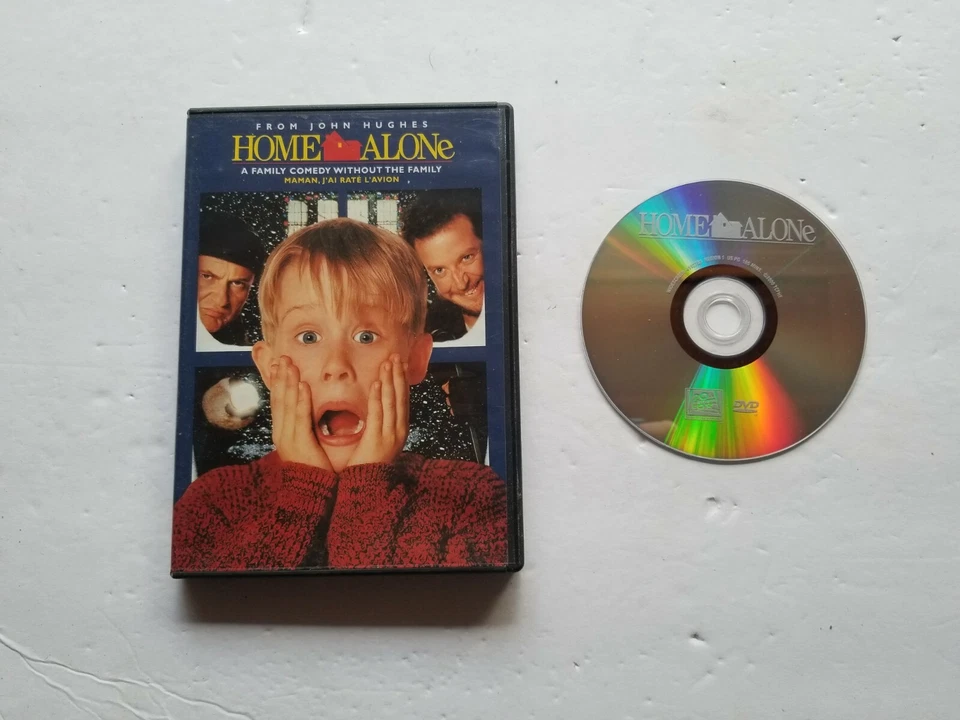 FROM JOHN HUGHES
HOME ALONe
A FAMILY COMEDY WITHOUT THE FAMILY
MAMAN, J'AI RATÉ L'AVION
HOME ALONe
DVD